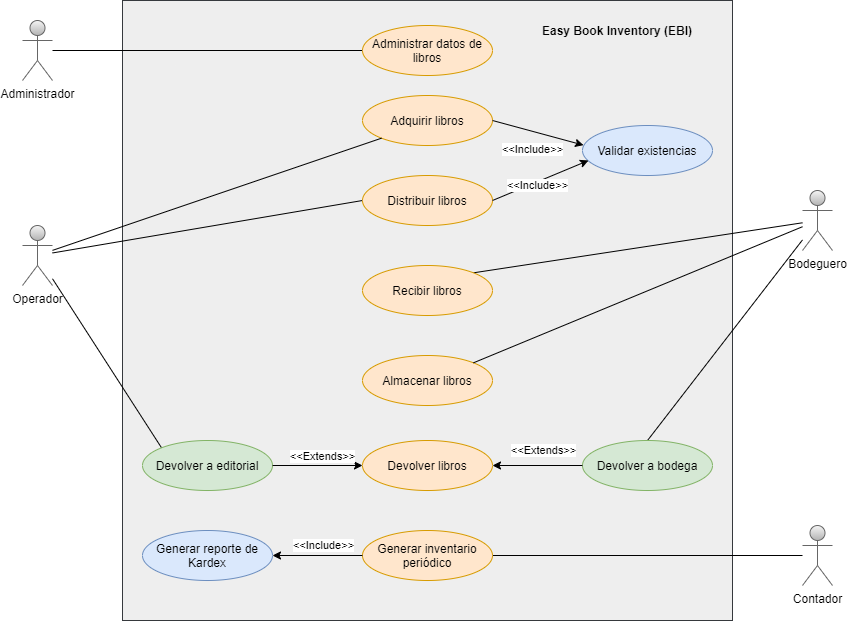 Easy Book Inventory (EBI)
Administrar datos de
libros
Administrador
Adquirir libros
<<Include>>
Validar existencias
<<Include>>
Distribuir libros
Operador
Bodeguero
Recibir libros
Almacenar libros
Devolver a editorial
<<Extends>>
Devolver libros
<<Extends>>
Devolver a bodega
Generar reporte de
Kardex
<<Include>>
Generar inventario
periódico
Contador